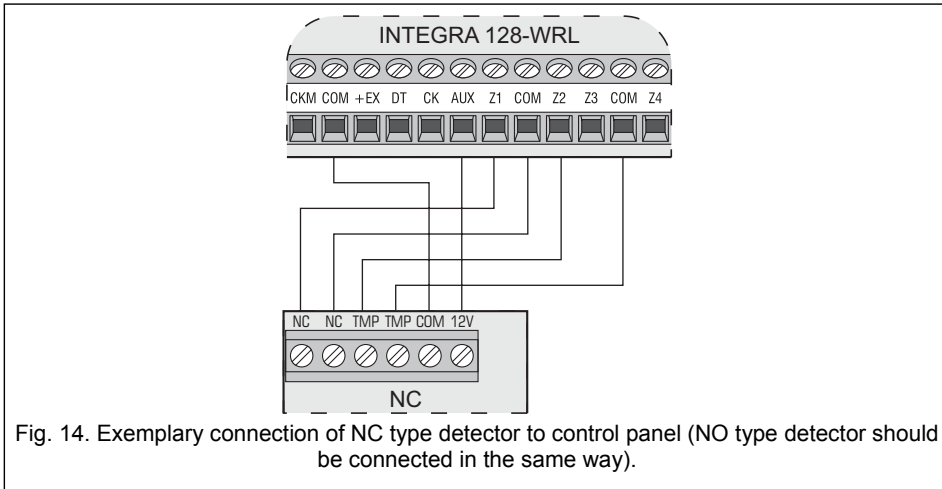 INTEGRA 128-WRL
CKM COM +EX DT CK AUX Z1 COM Z2 Z3 COM Z4
NC NC TMP TMP COM 12V
NC
Fig. 14. Exemplary connection of NC type detector to control panel (NO type detector should
be connected in the same way).